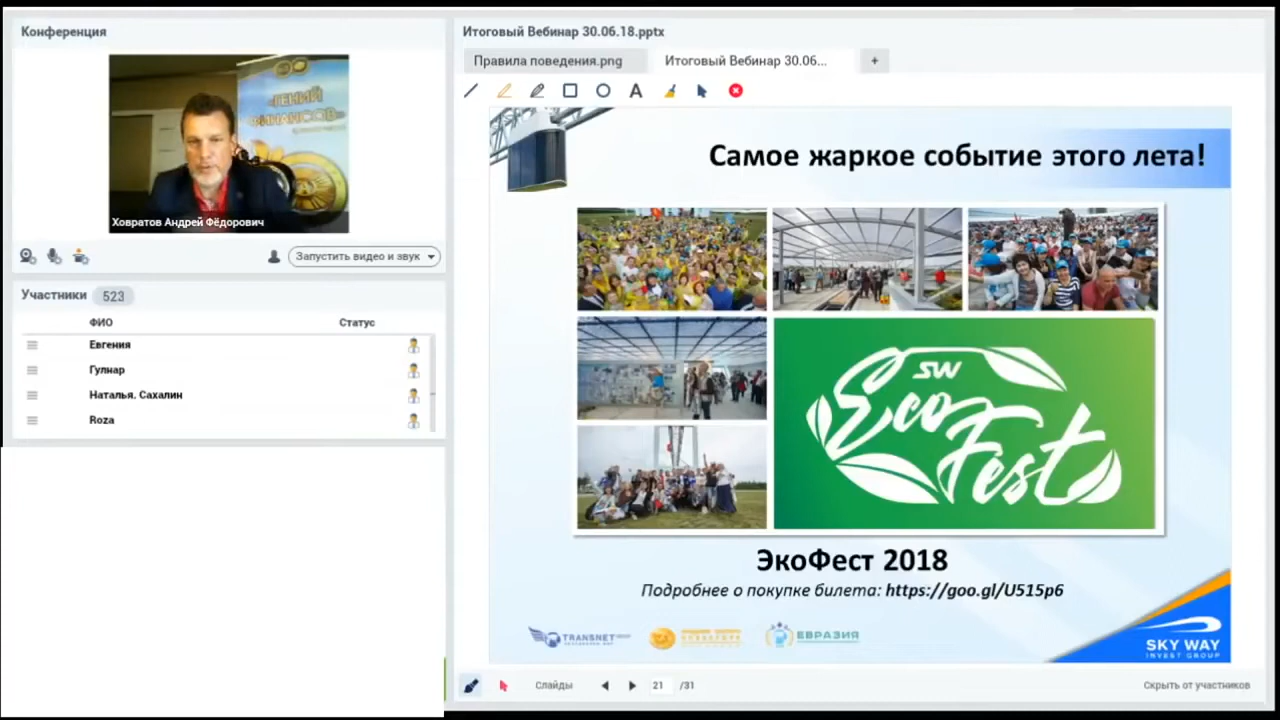 Конференция
«ГЕНИЙ
ФИНАНСОВ»
Ховратов Андрей Фёдорович
Запустить видео и звук
Участники 523
ФИО Статус
Евгения
Гулнар
Наталья. Сахалин
Roza
Итоговый Вебинар 30.06.18.pptx
Правила поведения.png Итоговый Вебинар 30.06... +
A
Самое жаркое событие этого лета!
SW
Eco
Fest
ЭкоФест 2018
Подробнее о покупке билета: https://goo.gl/U515p6
TRANSNET
ЕВРАЗИЯ
SKY WAY
INVEST GROUP
Слайды 21 /31 Скрыть от участников